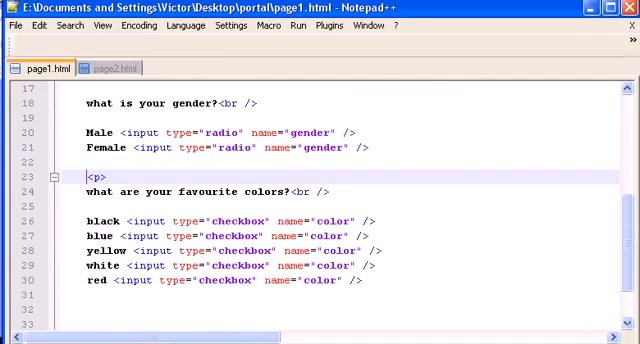 E:\Documents and Settings\Victor\Desktop\portal\page1.html - Notepad++
File Edit Search View Encoding Language Settings Macro Run Plugins Window ? X
»
page1.html page2.html
17
18 what is your gender?<br />
19
20 Male <input type="radio" name="gender" />
21 Female <input type="radio" name="gender" />
22
23 <p>
24 what are your favourite colors?<br />
25
26 black <input type="checkbox" name="color" />
27 blue <input type="checkbox" name="color" />
28 yellow <input type="checkbox" name="color" />
29 white <input type="checkbox" name="color" />
30 red <input type="checkbox" name="color" />
31
32
33